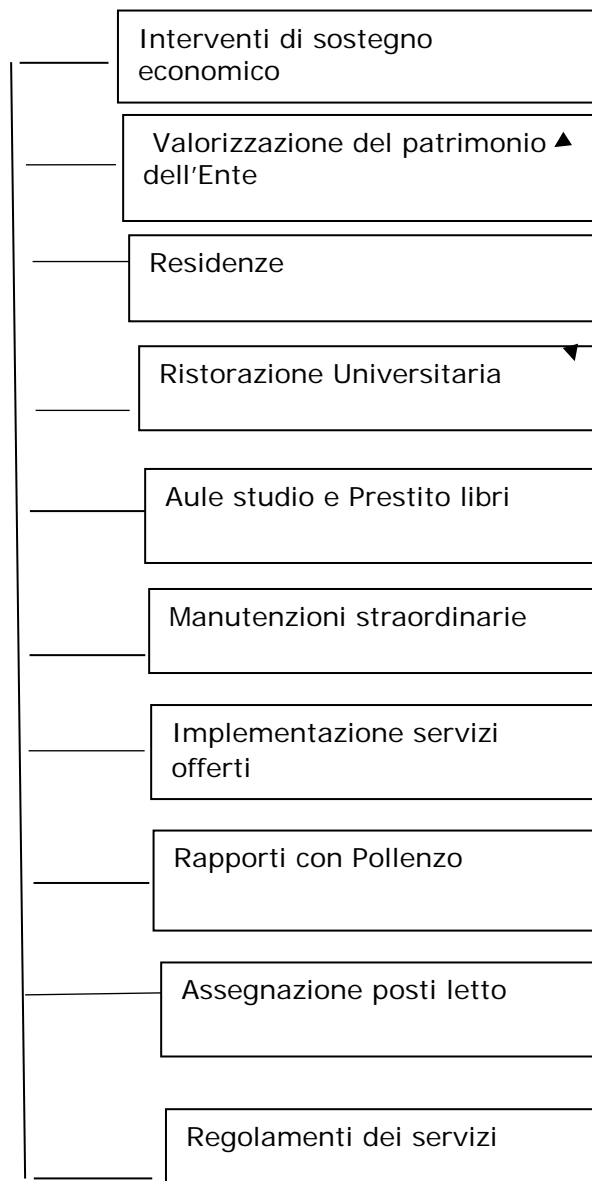 Interventi di sostegno
economico
Valorizzazione del patrimonio
dell'Ente
Residenze
Ristorazione Universitaria
Aule studio e Prestito libri
Manutenzioni straordinarie
Implementazione servizi
offerti
Rapporti con Pollenzo
Assegnazione posti letto
Regolamenti dei servizi